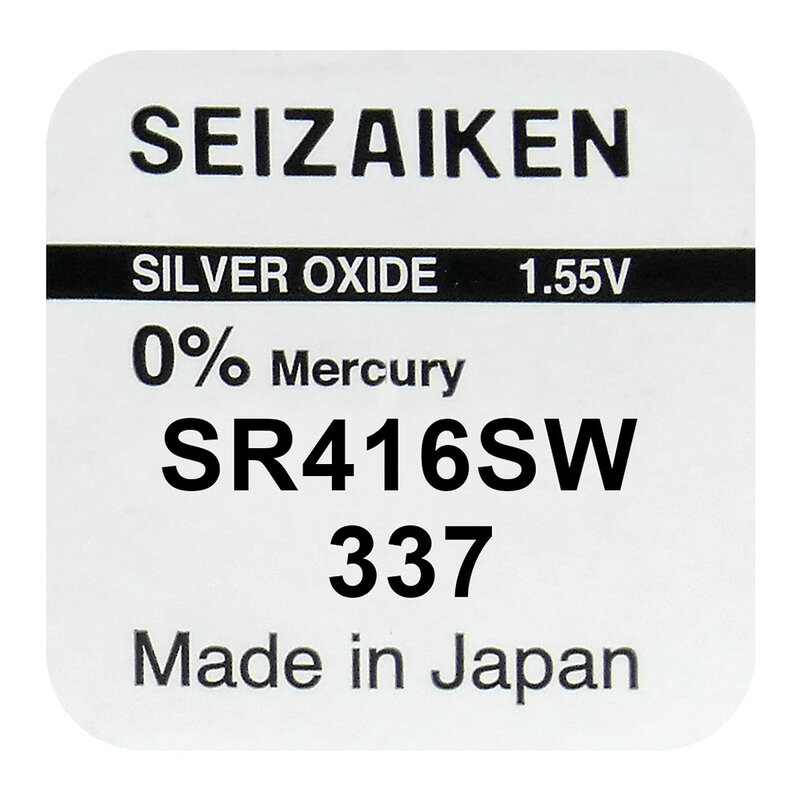 SEIZAIKEN
SILVER OXIDE 1.55V
0% Mercury
SR416SW
337
Made in Japan